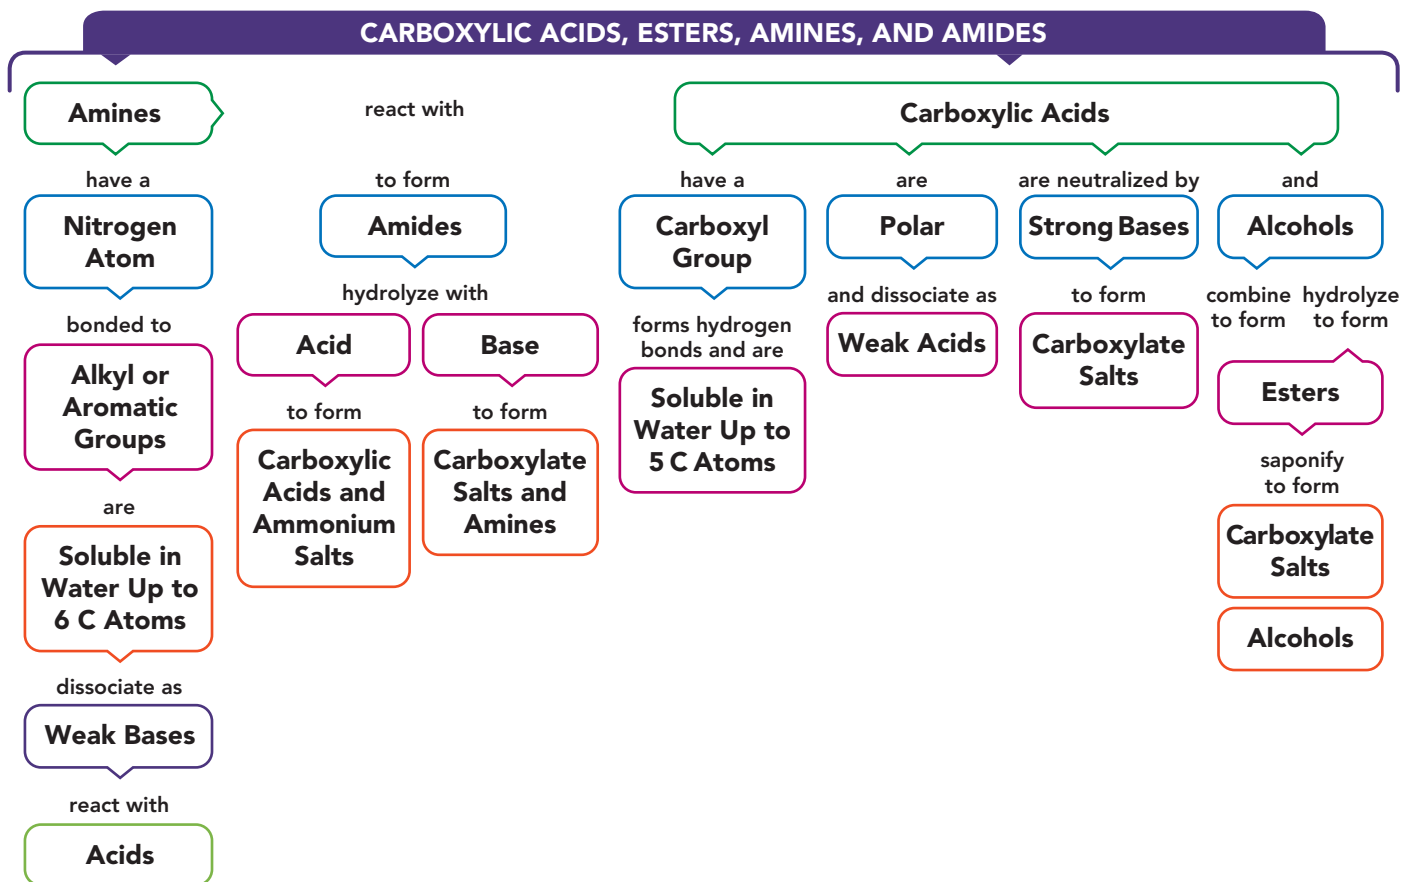 CARBOXYLIC ACIDS, ESTERS, AMINES, AND AMIDES
Amines
react with
Carboxylic Acids
have a
Nitrogen
Atom
bonded to
Alkyl or
Aromatic
Groups
are
Soluble in
Water Up to
6 C Atoms
dissociate as
Weak Bases
react with
Acids
to form
Amides
hydrolyze with
Acid
to form
Carboxylic
Acids and
Ammonium
Salts
Base
to form
Carboxylate
Salts and
Amines
have a
Carboxyl
Group
forms hydrogen
bonds and are
Soluble in
Water Up to
5 C Atoms
are
Polar
and dissociate as
Weak Acids
are neutralized by
Strong Bases
to form
Carboxylate
Salts
and
Alcohols
combine
to form
hydrolyze
to form
Esters
saponify
to form
Carboxylate
Salts
Alcohols